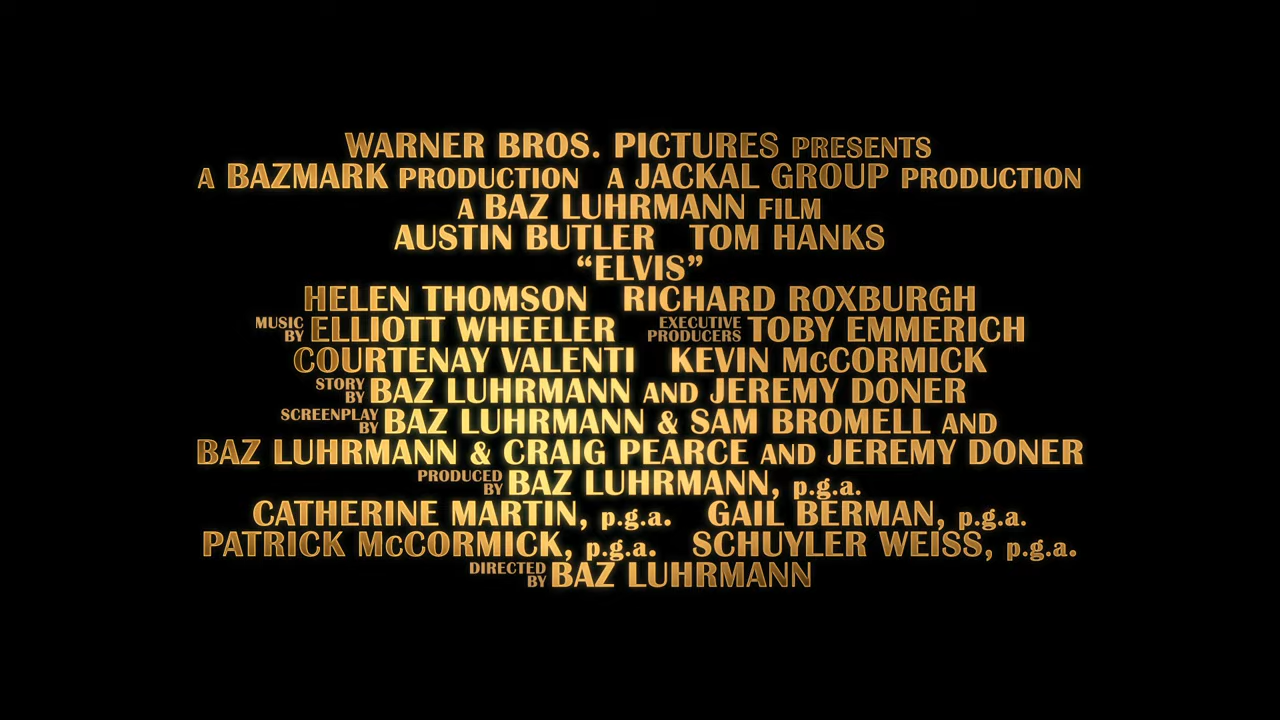 WARNER BROS. PICTURES PRESENTS
A BAZMARK PRODUCTION A JACKAL GROUP PRODUCTION
A BAZ LUHRMANN FILM
AUSTIN BUTLER TOM HANKS
“ELVIS”
HELEN THOMSON RICHARD ROXBURGH
MUSIC BY ELLIOTT WHEELER EXECUTIVE PRODUCERS TOBY EMMERICH
COURTENAY VALENTI KEVIN McCORMICK
STORY BY BAZ LUHRMANN AND JEREMY DONER
SCREENPLAY BY BAZ LUHRMANN & SAM BROMELL AND
BAZ LUHRMANN & CRAIG PEARCE AND JEREMY DONER
PRODUCED BY BAZ LUHRMANN, p.g.a.
CATHERINE MARTIN, p.g.a. GAIL BERMAN, p.g.a.
PATRICK McCORMICK, p.g.a. SCHUYLER WEISS, p.g.a.
DIRECTED BY BAZ LUHRMANN